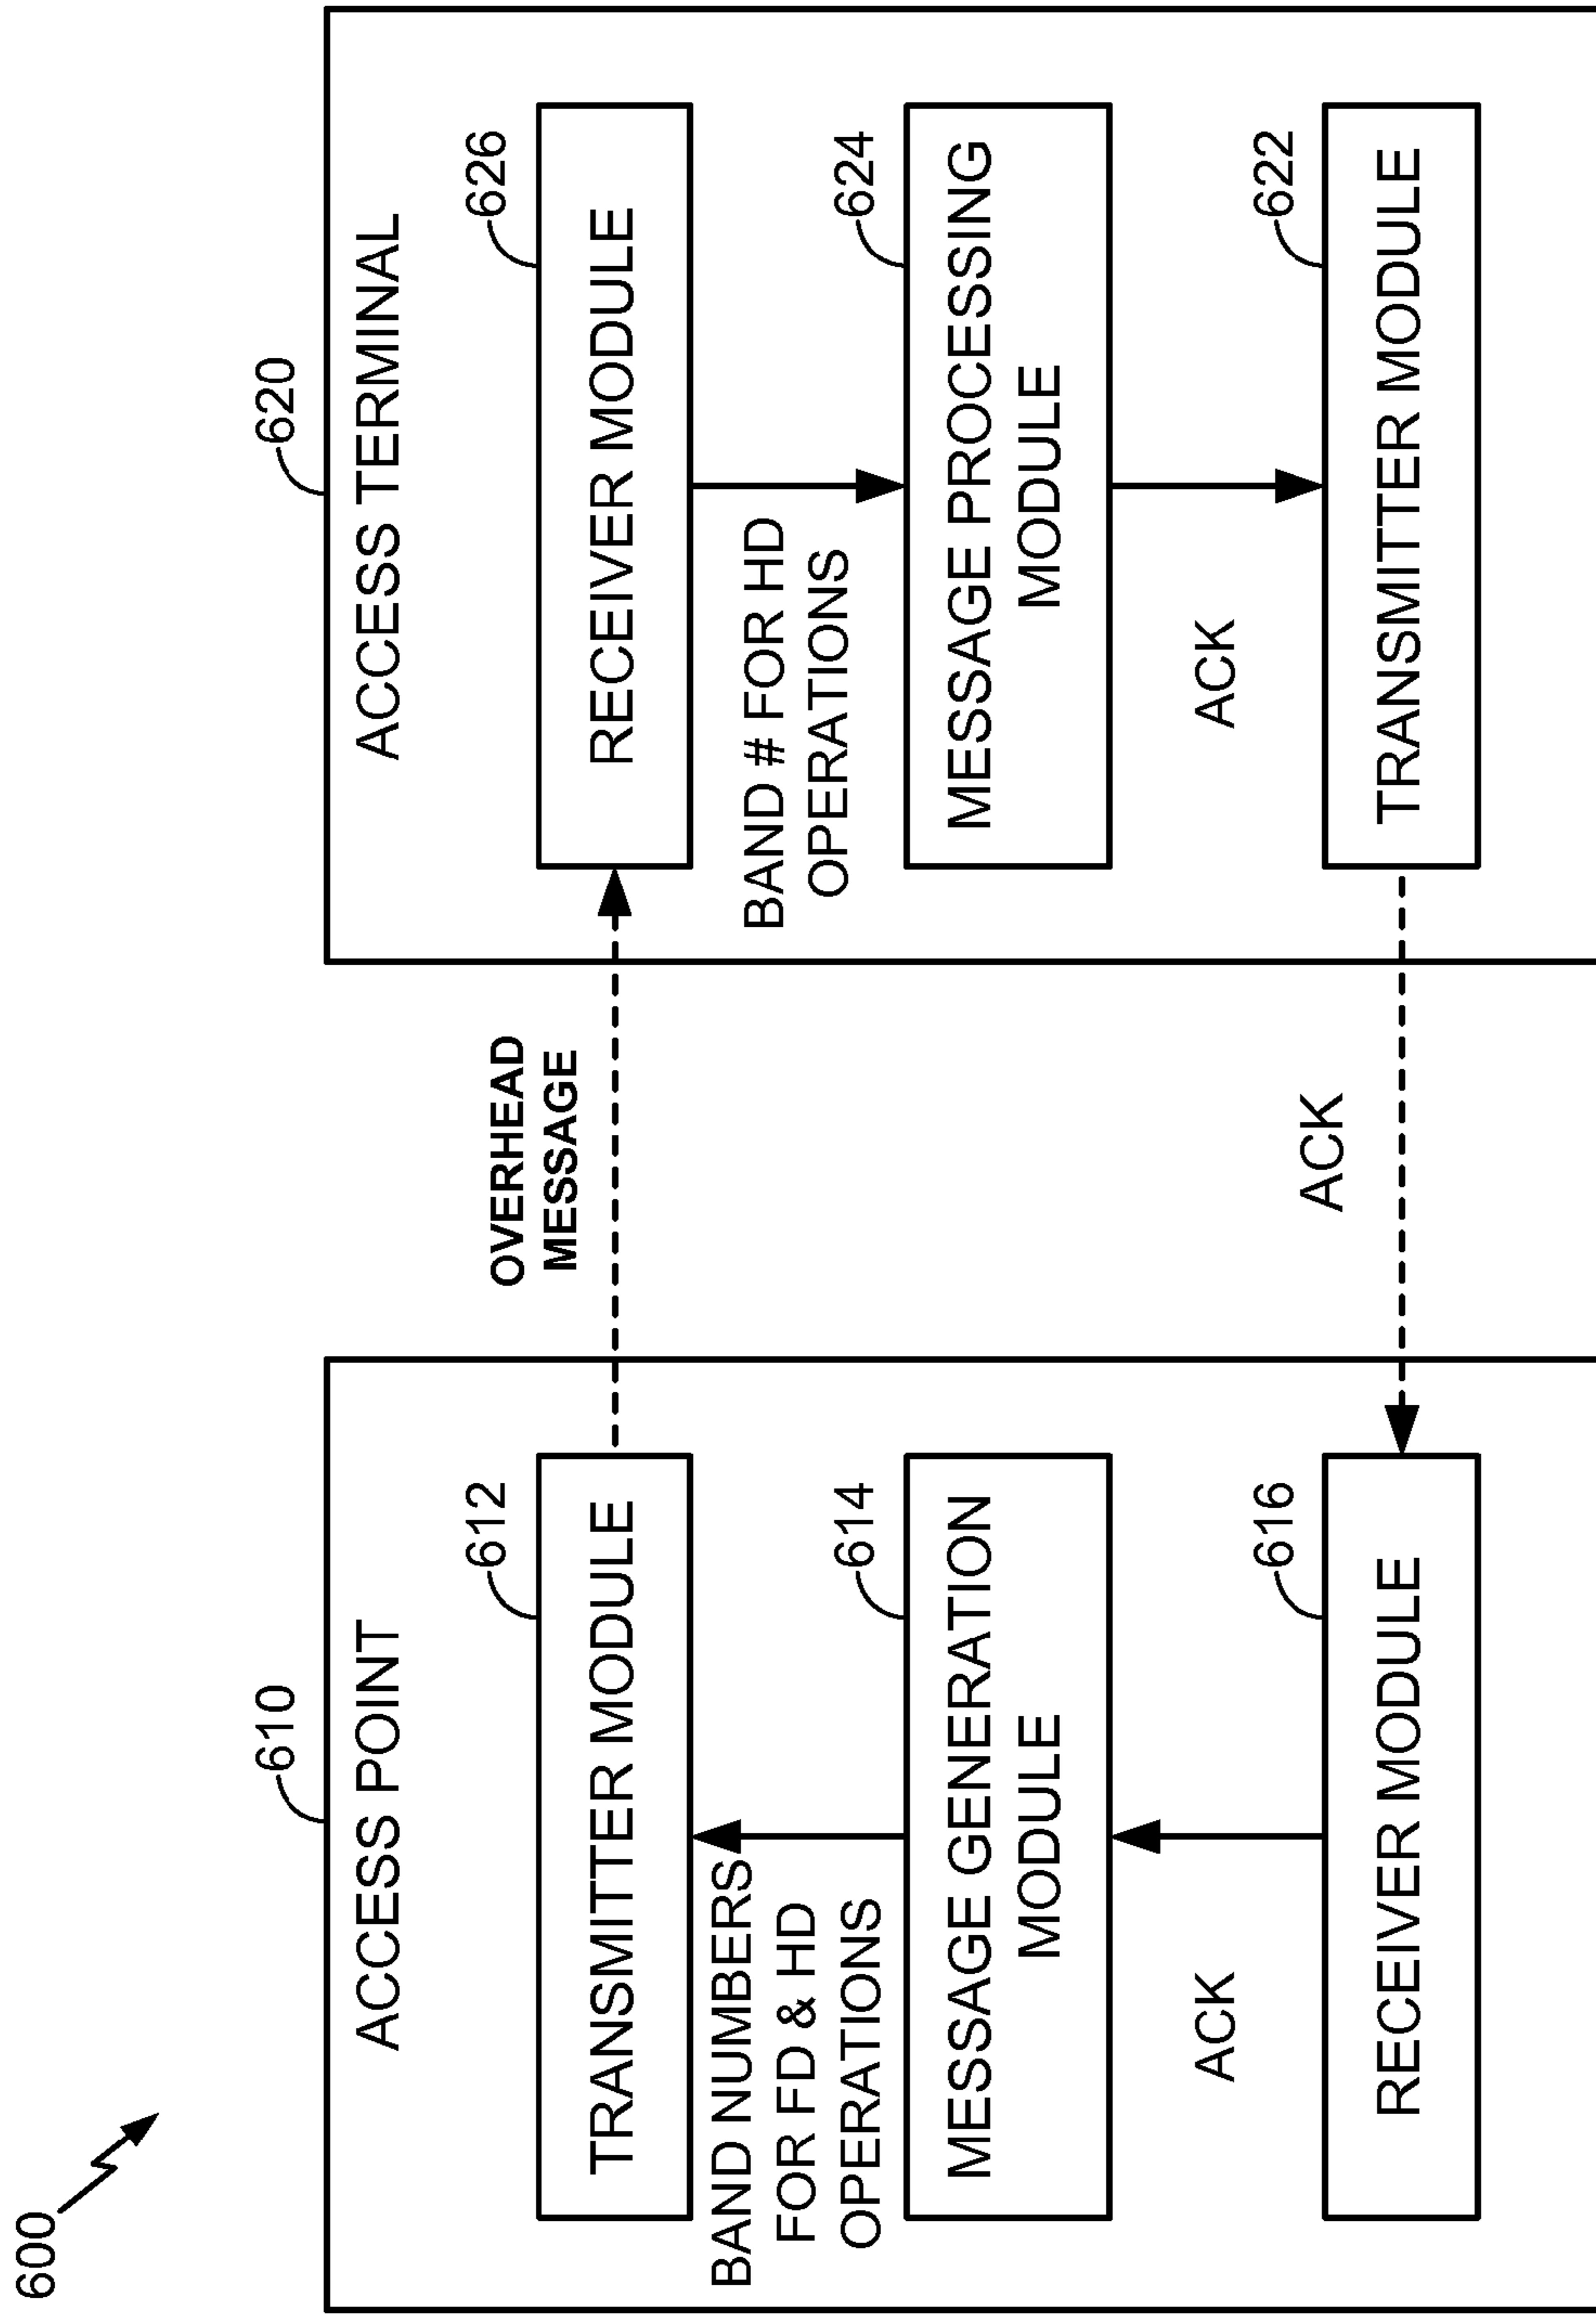 600
610
ACCESS POINT
612
TRANSMITTER MODULE
BAND NUMBERS
FOR FD & HD
OPERATIONS
614
MESSAGE GENERATION
MODULE
ACK
616
RECEIVER MODULE
OVERHEAD
MESSAGE
ACK
620
ACCESS TERMINAL
626
RECEIVER MODULE
BAND # FOR HD
OPERATIONS
624
MESSAGE PROCESSING
MODULE
ACK
622
TRANSMITTER MODULE